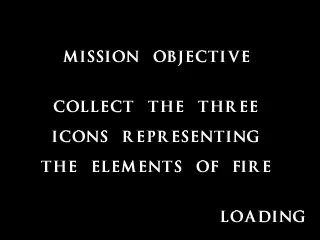 MISSION OBJECTIVE
COLLECT THE THREE
ICONS REPRESENTING
THE ELEMENTS OF FIRE
LOADING